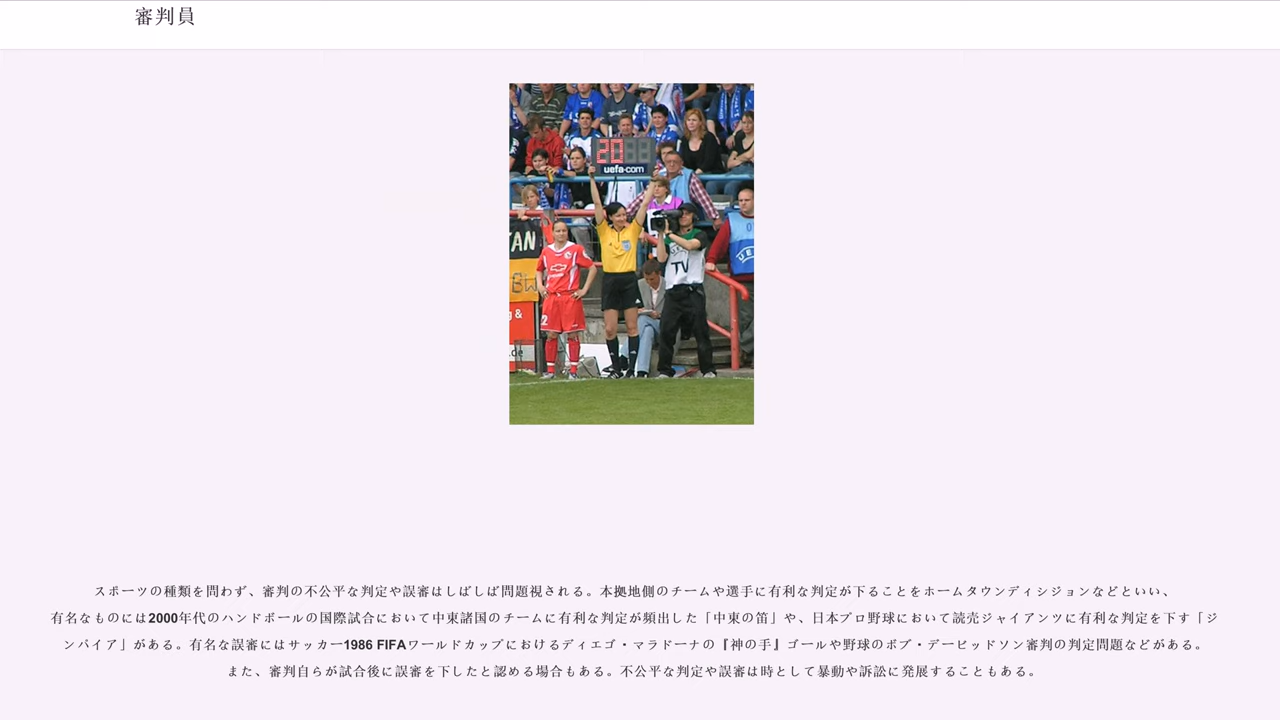 審判員
20
uefa.com
TAN
TV
g &
.de
スポーツの種類を問わず、審判の不公平な判定や誤審はしばしば問題視される。本拠地側のチームや選手に有利な判定が下ることをホームタウンディシジョンなどといい、
有名なものには2000年代のハンドボールの国際試合において中東諸国のチームに有利な判定が頻出した「中東の笛」や、日本プロ野球において読売ジャイアンツに有利な判定を下す「ジ
ンパイア」がある。有名な誤審にはサッカー1986 FIFAワールドカップにおけるディエゴ・マラドーナの『神の手』ゴールや野球のボブ・デービッドソン審判の判定問題などがある。
また、審判自らが試合後に誤審を下したと認める場合もある。不公平な判定や誤審は時として暴動や訴訟に発展することもある。